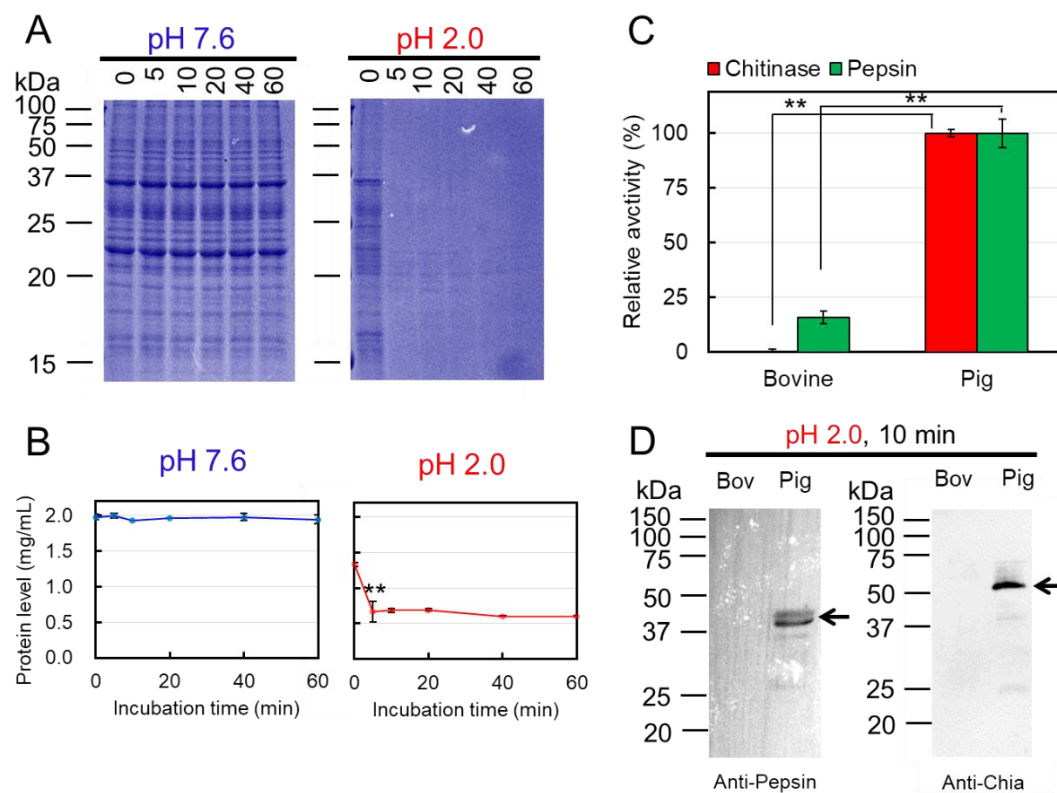 A
pH 7.6
pH 2.0
kDa
0 5 10 20 40 60
0 5 10 20 40 60
100
75
50
37
25
20
15
B
pH 7.6
pH 2.0
Protein level (mg/mL)
2.0
1.0
0.0
**
0 20 40 60
0 20 40 60
Incubation time (min)
Incubation time (min)
C
Chitinase Pepsin
** **
Relative avctivity (%)
100
75
50
25
0
Bovine Pig
D
pH 2.0, 10 min
kDa Bov Pig
150
100
75
50
37
25
20
Anti-Pepsin
kDa Bov Pig
150
100
75
50
37
25
20
Anti-Chia